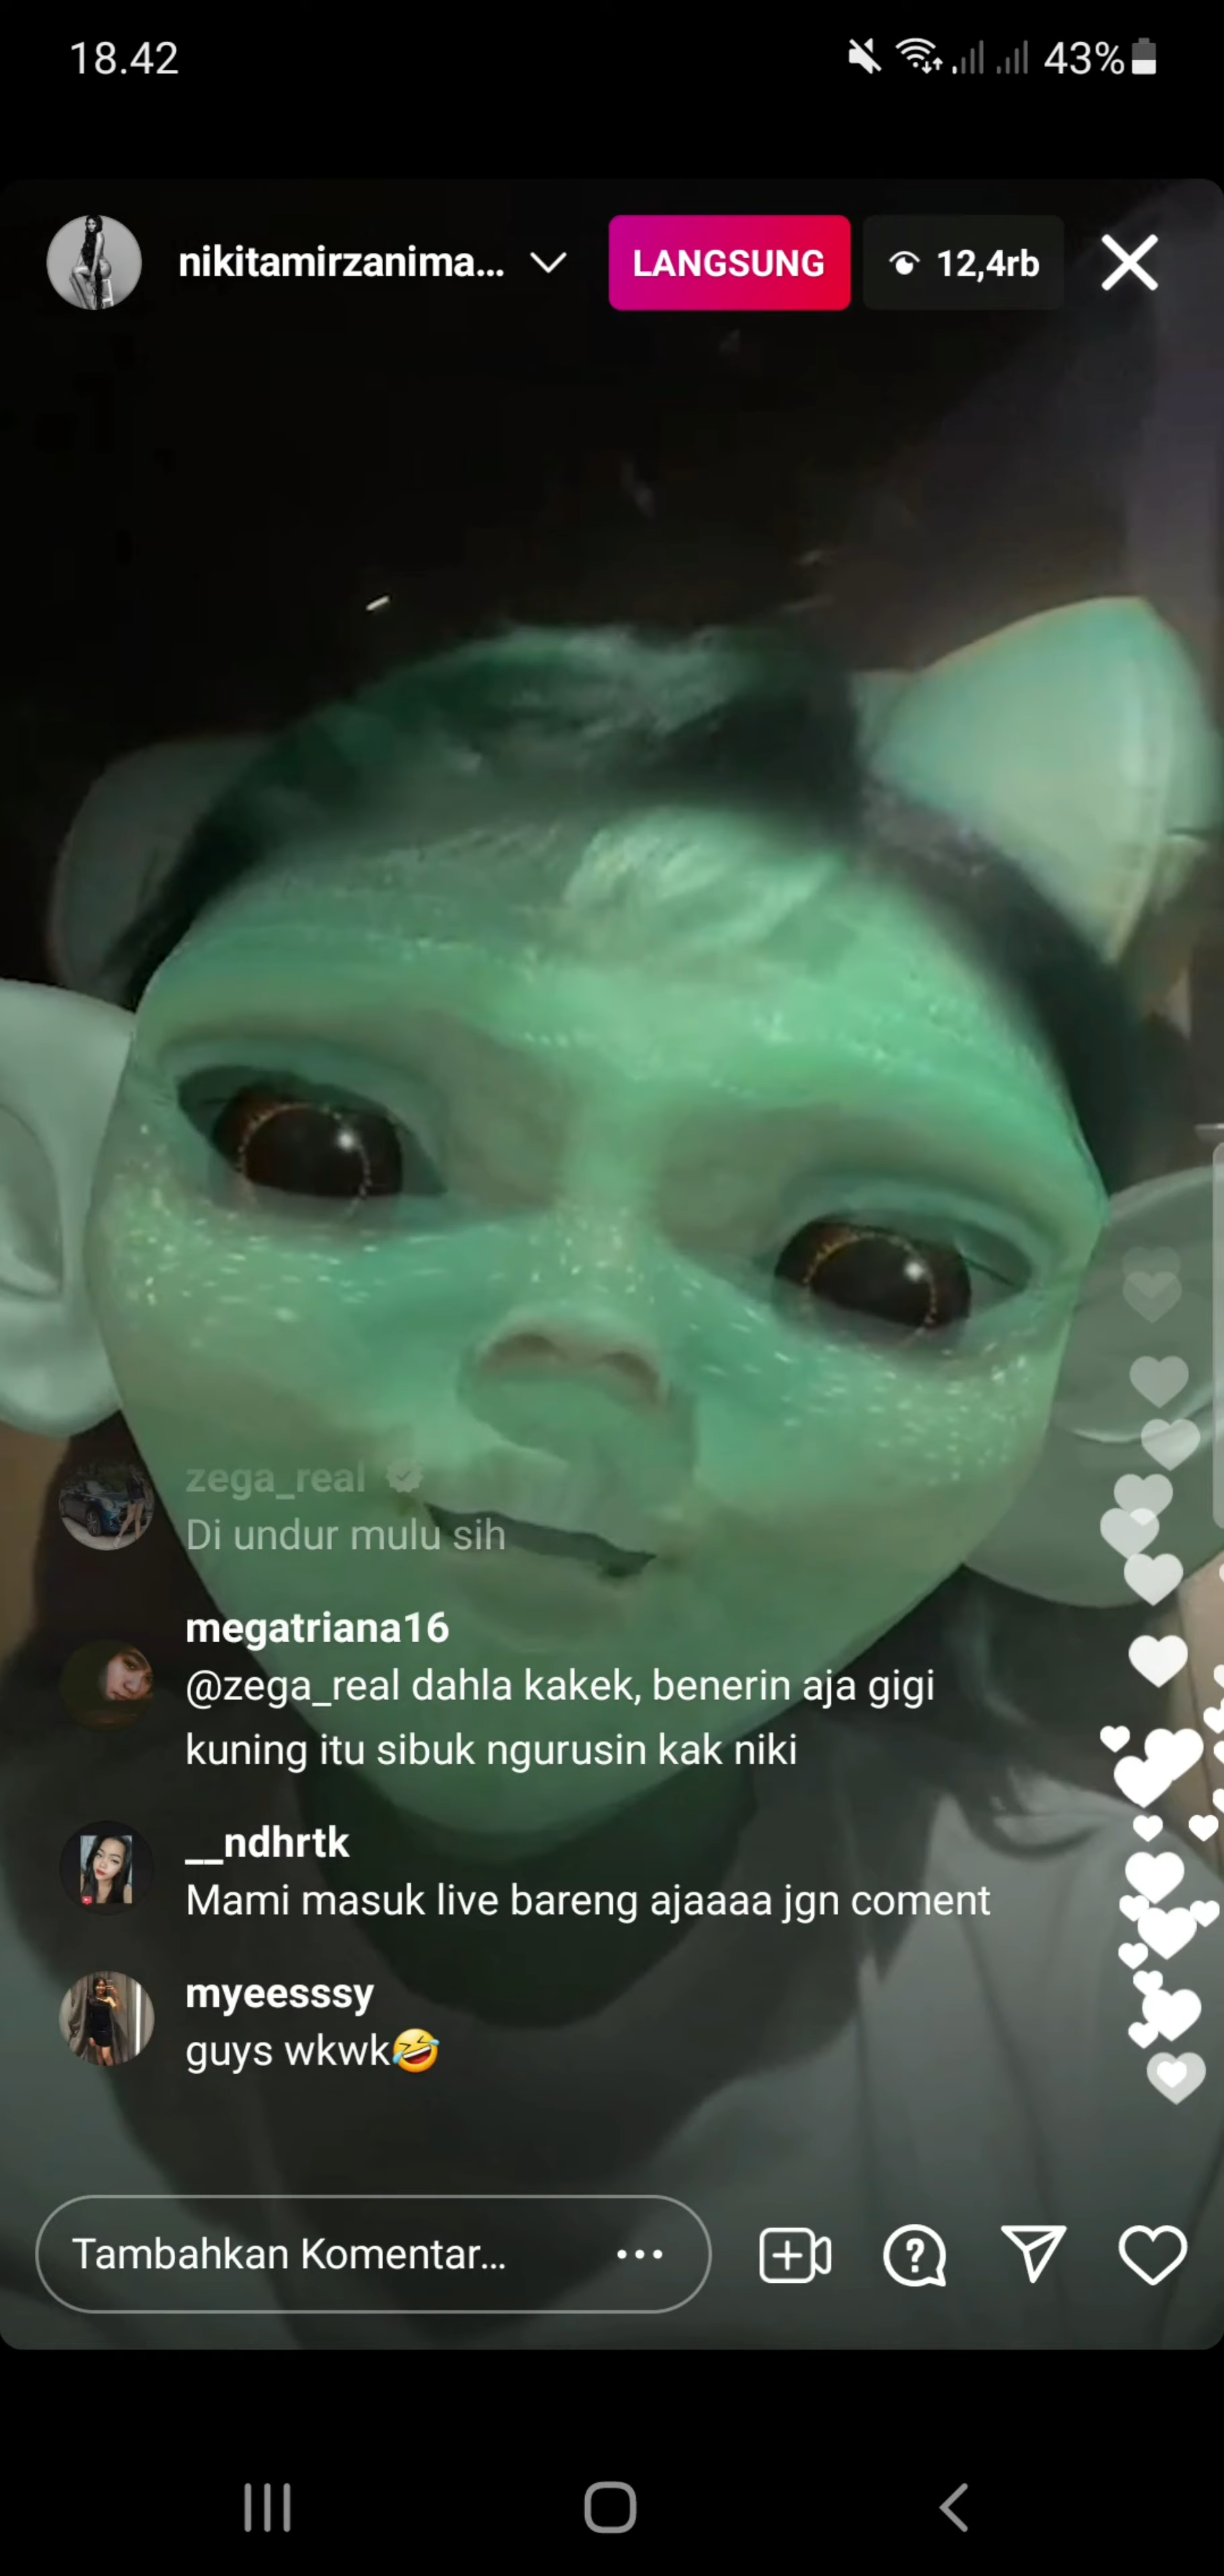 18.42
43%
nikitamirzanima...
LANGSUNG
12,4rb
zega_real
Di undur mulu sih
megatriana16
@zega_real dahla kakek, benerin aja gigi
kuning itu sibuk ngurusin kak niki
__ndhrtk
Mami masuk live bareng ajaaaa jgn coment
myeesssy
guys wkwk🤣
Tambahkan Komentar...